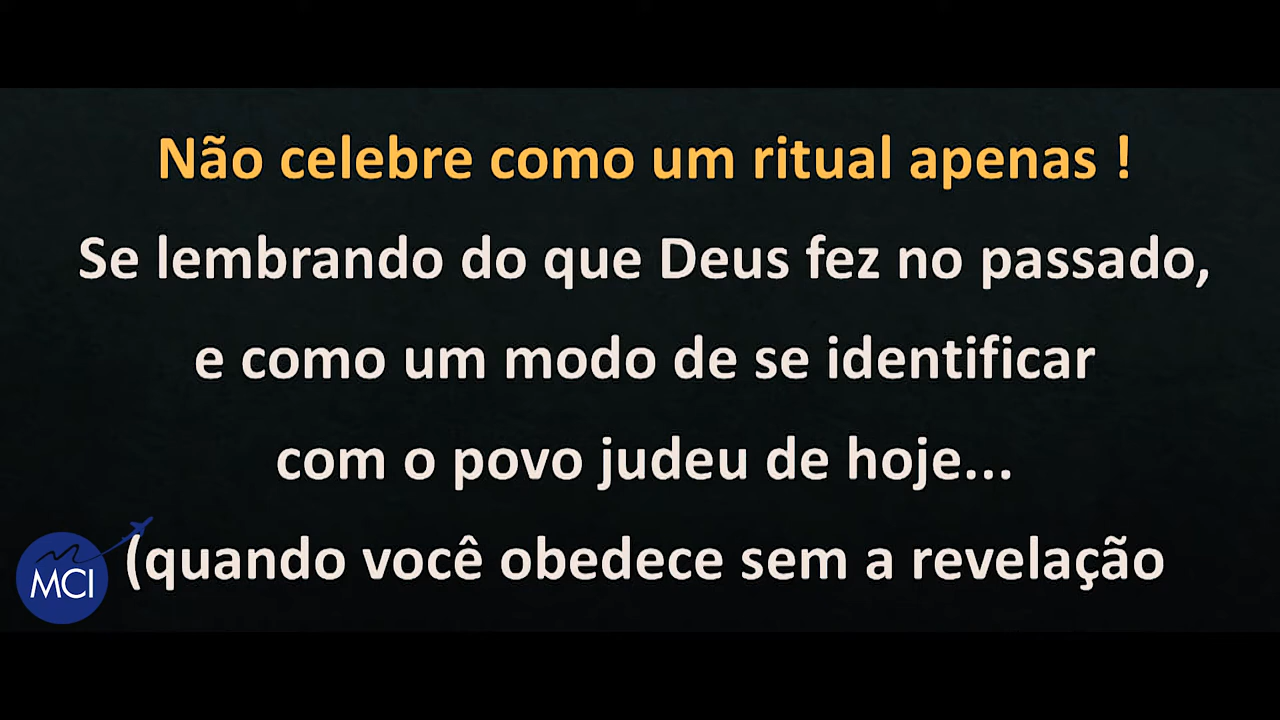 Não celebre como um ritual apenas !
Se lembrando do que Deus fez no passado,
e como um modo de se identificar
com o povo judeu de hoje...
(quando você obedece sem a revelação
MCI